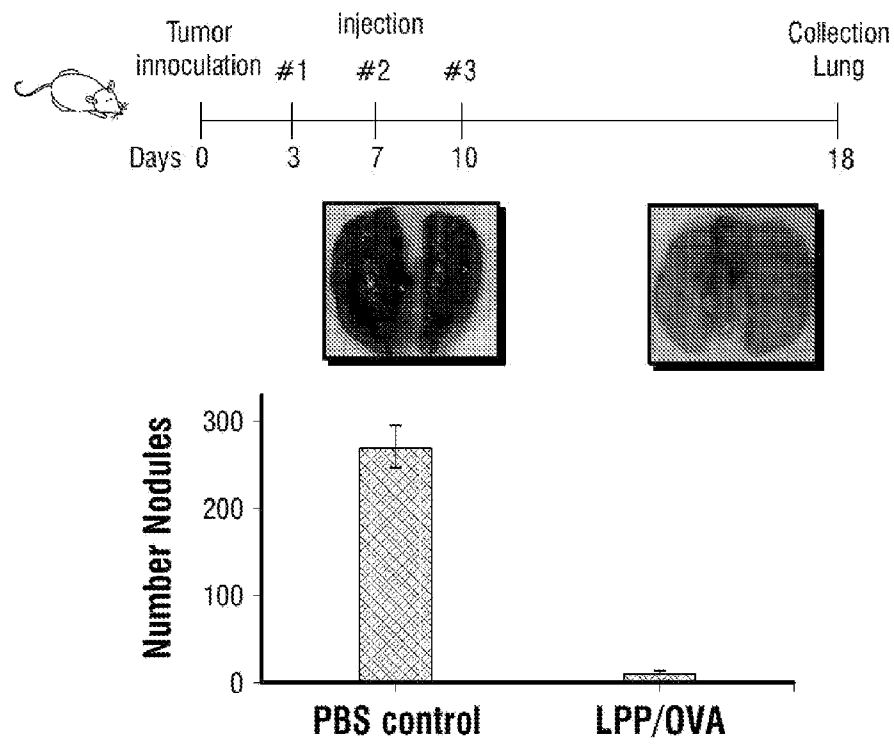 Tumor
innoculation
injection
#1 #2 #3
Collection
Lung
Days 0 3 7 10 18
Number Nodules
300
200
100
0
PBS control LPP/OVA